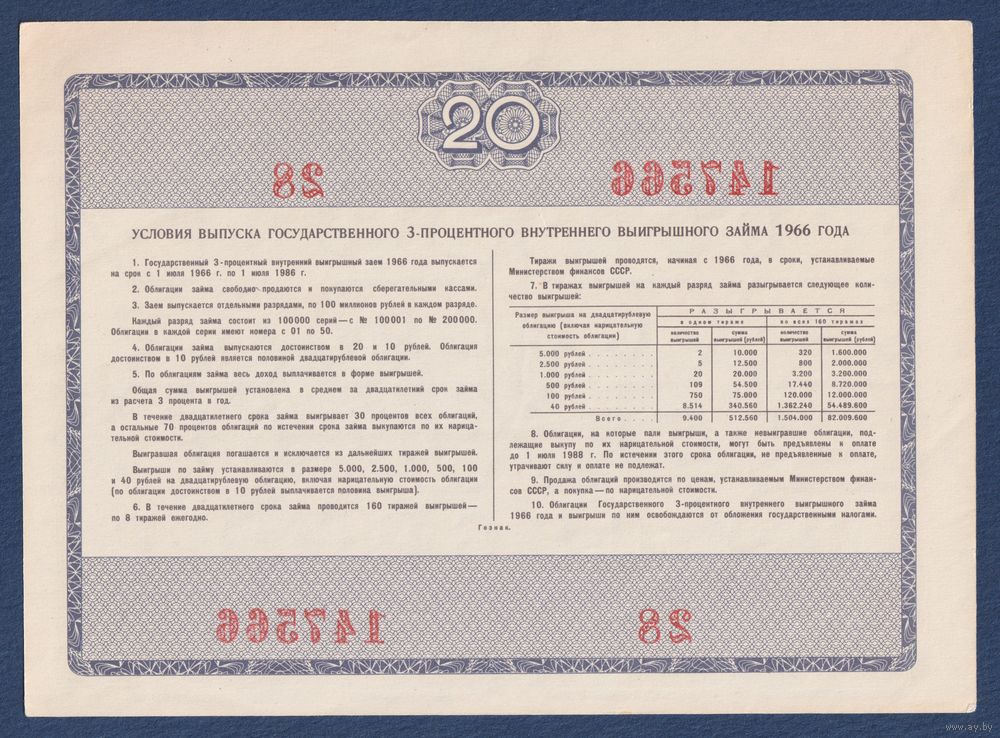 20
28 147566
УСЛОВИЯ ВЫПУСКА ГОСУДАРСТВЕННОГО 3-ПРОЦЕНТНОГО ВНУТРЕННЕГО ВЫИГРЫШНОГО ЗАЙМА 1966 ГОДА
1. Государственный 3-процентный внутренний выигрышный заем 1966 года выпускается
на срок с 1 июля 1966 г. по 1 июля 1986 г.
2. Облигации займа свободно продаются и покупаются сберегательными кассами.
3. Заем выпускается отдельными разрядами, по 100 миллионов рублей в каждом разряде.
Каждый разряд займа состоит из 100000 серий—с № 100001 по № 200000.
Облигации в каждой серии имеют номера с 01 по 50.
4. Облигации займа выпускаются достоинством в 20 и 10 рублей. Облигация
достоинством в 10 рублей является половиной двадцатирублевой облигации.
5. По облигациям займа весь доход выплачивается в форме выигрышей.
Общая сумма выигрышей установлена в среднем за двадцатилетний срок займа
из расчета 3 процента в год.
В течение двадцатилетнего срока займа выигрывает 30 процентов всех облигаций,
а остальные 70 процентов облигаций по истечении срока займа выкупаются по их нарица-
тельной стоимости.
Выигравшая облигация погашается и исключается из дальнейших тиражей выигрышей.
Выигрыши по займу устанавливаются в размере 5.000, 2.500, 1.000, 500, 100
и 40 рублей на двадцатирублевую облигацию, включая нарицательную стоимость облигации
(по облигации достоинством в 10 рублей выплачивается половина выигрыша).
6. В течение двадцатилетнего срока займа проводится 160 тиражей выигрышей—
по 8 тиражей ежегодно.
Тиражи выигрышей проводятся, начиная с 1966 года, в сроки, устанавливаемые
Министерством финансов СССР.
7. В тиражах выигрышей на каждый разряд займа разыгрывается следующее коли-
чество выигрышей:
Размер выигрыша на двадцатирублевую облигацию (включая нарицательную стоимость облигации)
РАЗЫГРЫВАЕТСЯ
в одном тираже по всех 160 тиражах
количество выигрышей сумма выигрышей (рублей) количество выигрышей сумма выигрышей (рублей)
5.000 рублей . . . . . . . . . 2 10.000 320 1.600.000
2.500 рублей . . . . . . . . . 5 12.500 800 2.000.000
1.000 рублей . . . . . . . . . 20 20.000 3.200 3.200.000
500 рублей . . . . . . . . . 109 54.500 17.440 8.720.000
100 рублей . . . . . . . . . 750 75.000 120.000 12.000.000
40 рублей . . . . . . . . . 8.514 340.560 1.362.240 54.489.600
Всего . . . . 9.400 512.560 1.504.000 82.009.600
8. Облигации, на которые пали выигрыши, а также невыигравшие облигации, под-
лежащие выкупу по их нарицательной стоимости, могут быть предъявлены к оплате
до 1 июля 1988 г. По истечении этого срока облигации, не предъявленные к оплате,
утрачивают силу и оплате не подлежат.
9. Продажа облигаций производится по ценам, устанавливаемым Министерством финан-
сов СССР, а покупка—по нарицательной стоимости.
10. Облигации Государственного 3-процентного внутреннего выигрышного займа
1966 года и выигрыши по ним освобождаются от обложения государственными налогами.
Гознак.
147566 28
www.ay.by